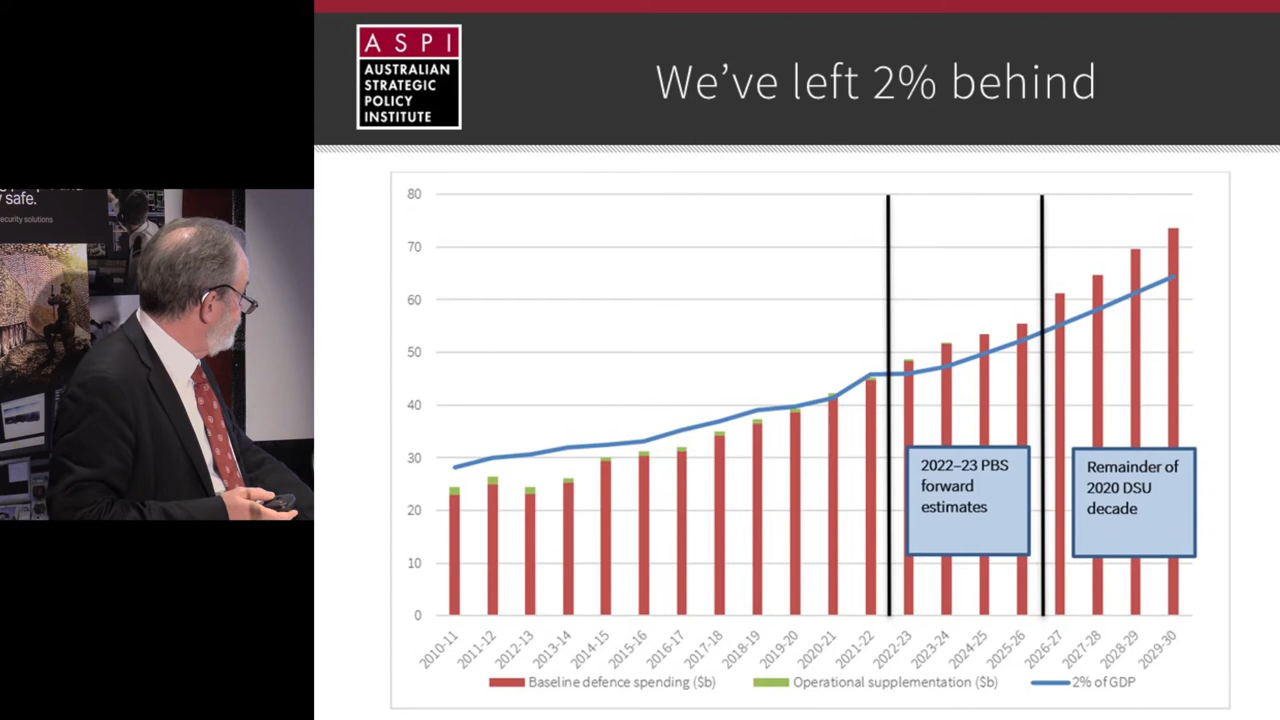 safe.
ecurity solutions
ASPI
AUSTRALIAN
STRATEGIC
POLICY
INSTITUTE
We've left 2% behind
80
70
60
50
40
30
20
10
0
2022–23 PBS
forward
estimates
Remainder of
2020 DSU
decade
2010-11
2011-12
2012-13
2013-14
2014-15
2015-16
2016-17
2017-18
2018-19
2019-20
2020-21
2021-22
2022-23
2023-24
2024-25
2025-26
2026-27
2027-28
2028-29
2029-30
Baseline defence spending ($b)
Operational supplementation ($b)
2% of GDP